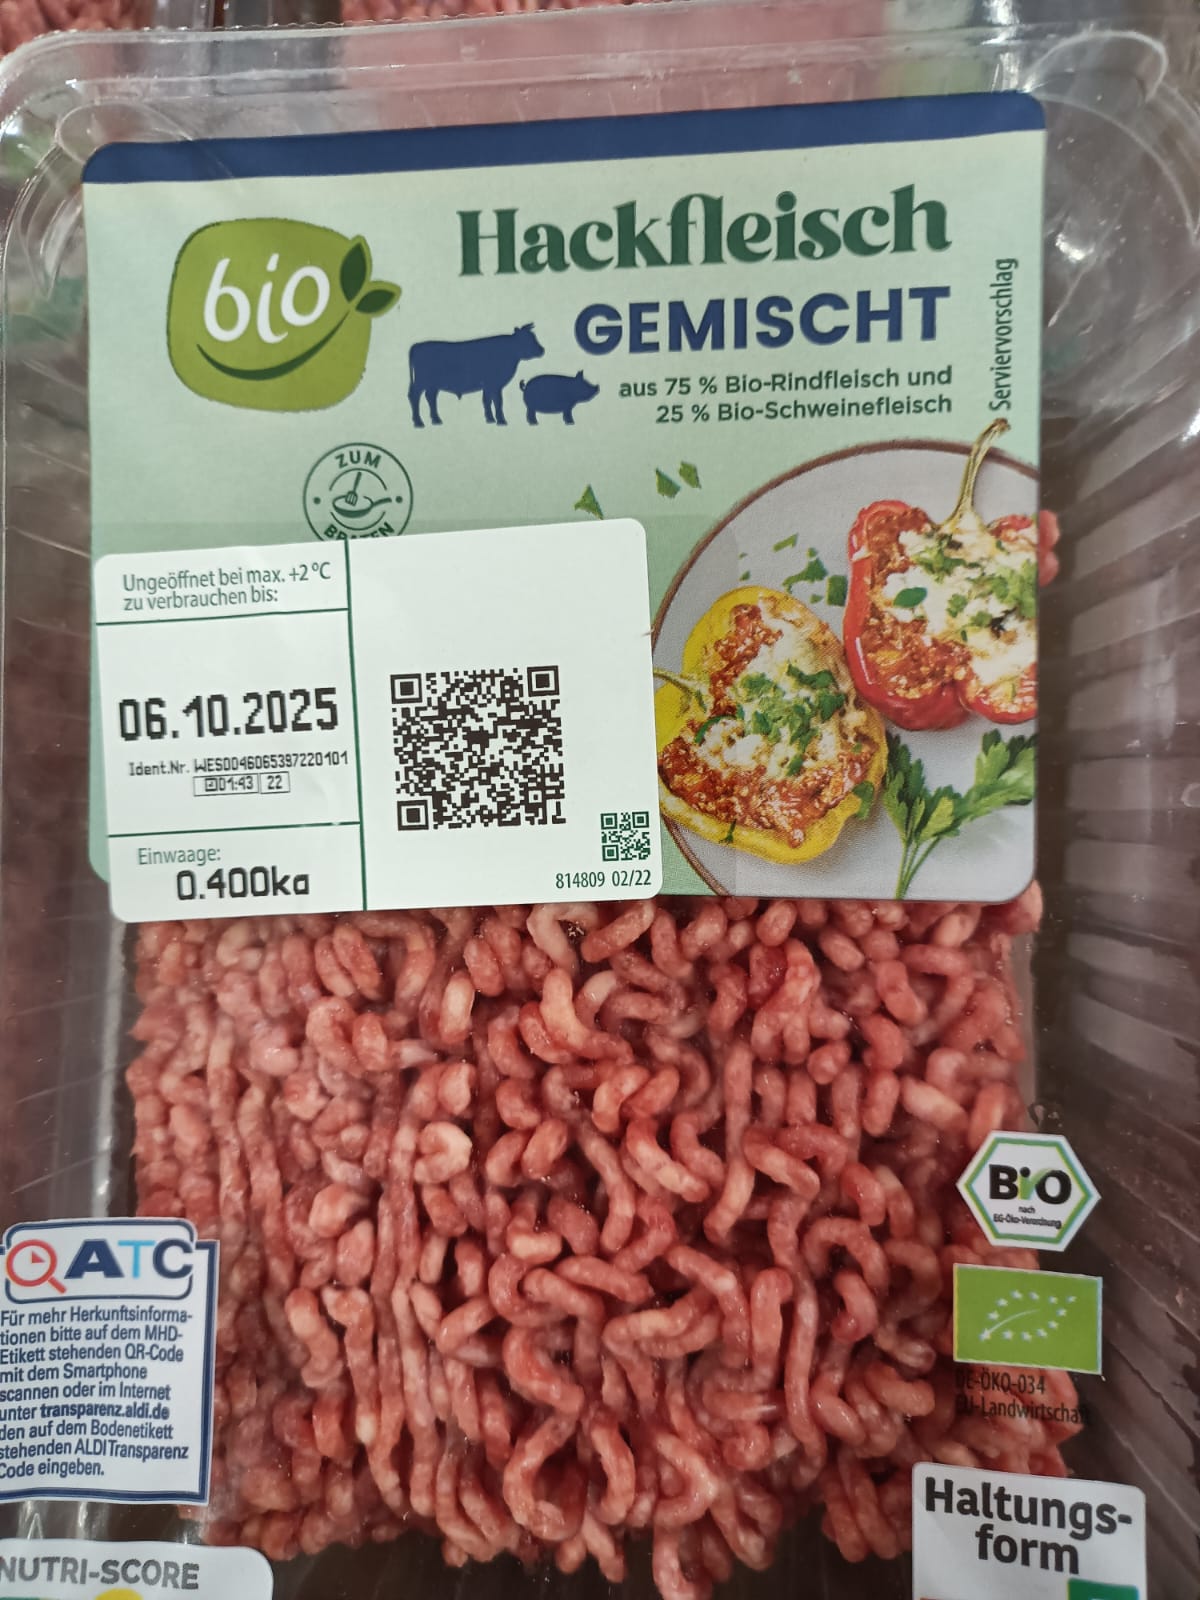 bio
Hackfleisch
GEMISCHT
aus 75 % Bio-Rindfleisch und
25 % Bio-Schweinefleisch
Serviervorschlag
ZUM
BRATEN
Ungeöffnet bei max. +2 °C
zu verbrauchen bis:
06.10.2025
Ident.Nr. WES0046065397220101
01:43 22
Einwaage:
0.400kg
814809 02/22
BiO
nach
EG-Öko-Verordnung
ATC
Für mehr Herkunftsinforma-
tionen bitte auf dem MHD-
Etikett stehenden QR-Code
mit dem Smartphone
scannen oder im Internet
unter transparenz.aldi.de
den auf dem Bodenetikett
stehenden ALDI Transparenz
Code eingeben.
DE-ÖKO-034
EU-Landwirtschaft
Haltungs-
form
NUTRI-SCORE